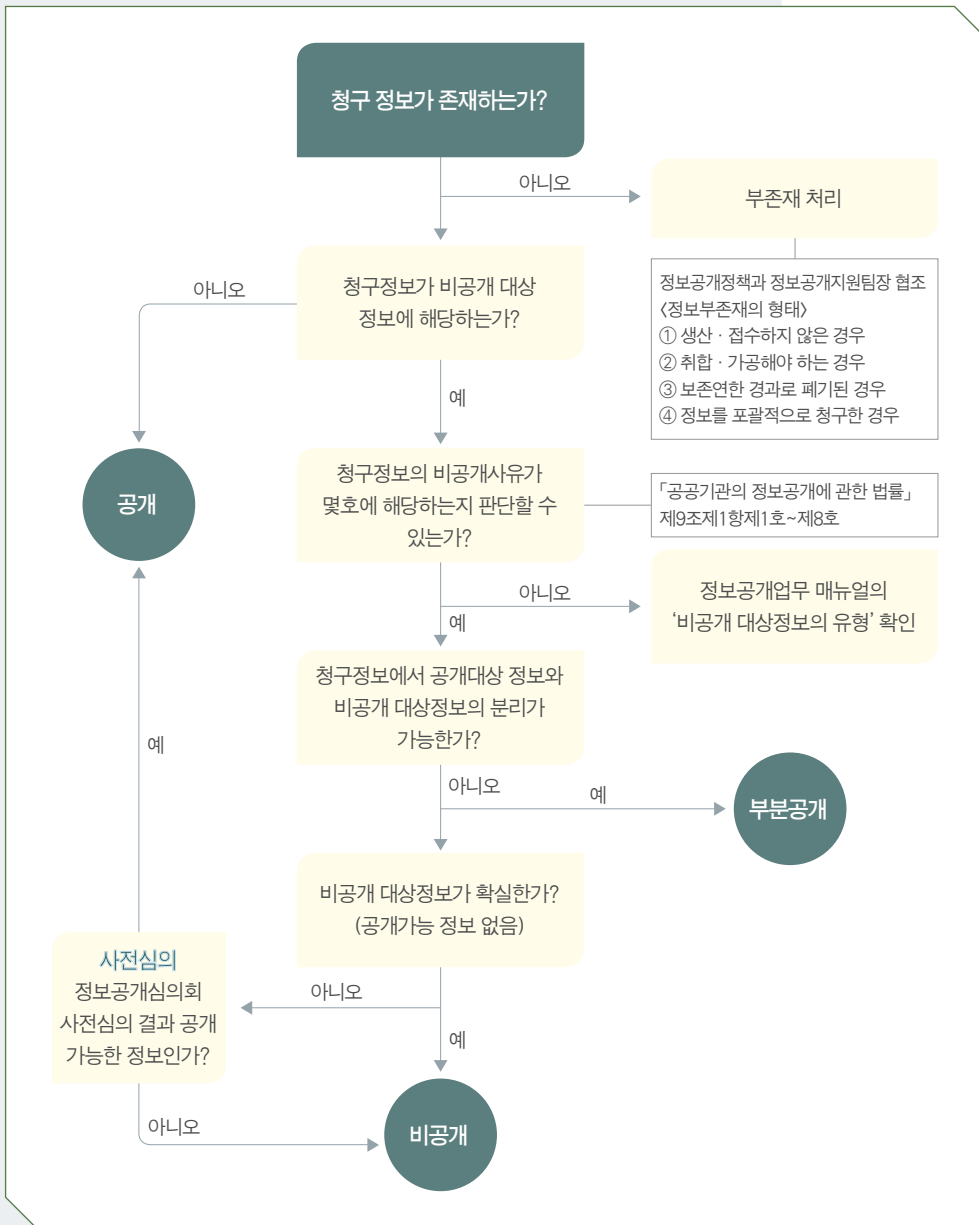 청구 정보가 존재하는가?
아니오
부존재 처리
정보공개정책과 정보공개지원팀장 협조
<정보부존재의 형태>
① 생산 · 접수하지 않은 경우
② 취합 · 가공해야 하는 경우
③ 보존연한 경과로 폐기된 경우
④ 정보를 포괄적으로 청구한 경우
청구정보가 비공개 대상
정보에 해당하는가?
아니오
예
공개
청구정보의 비공개사유가
몇호에 해당하는지 판단할 수
있는가?
「공공기관의 정보공개에 관한 법률」
제9조제1항제1호~제8호
아니오
예
정보공개업무 매뉴얼의
‘비공개 대상정보의 유형’ 확인
청구정보에서 공개대상 정보와
비공개 대상정보의 분리가
가능한가?
아니오
예
부분공개
비공개 대상정보가 확실한가?
(공개가능 정보 없음)
아니오
예
사전심의
정보공개심의회
사전심의 결과 공개
가능한 정보인가?
예
아니오
비공개